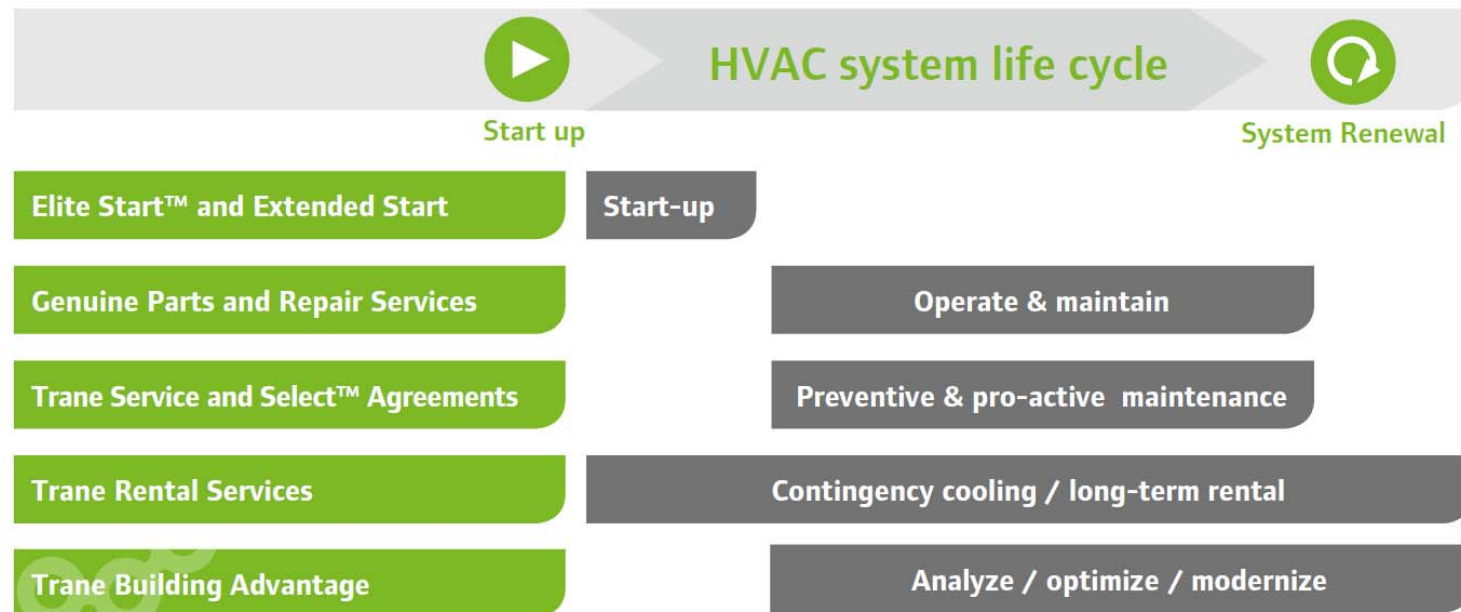 HVAC system life cycle
Start up
System Renewal
Elite Start™ and Extended Start
Start-up
Genuine Parts and Repair Services
Operate & maintain
Trane Service and Select™ Agreements
Preventive & pro-active maintenance
Trane Rental Services
Contingency cooling / long-term rental
Trane Building Advantage
Analyze / optimize / modernize